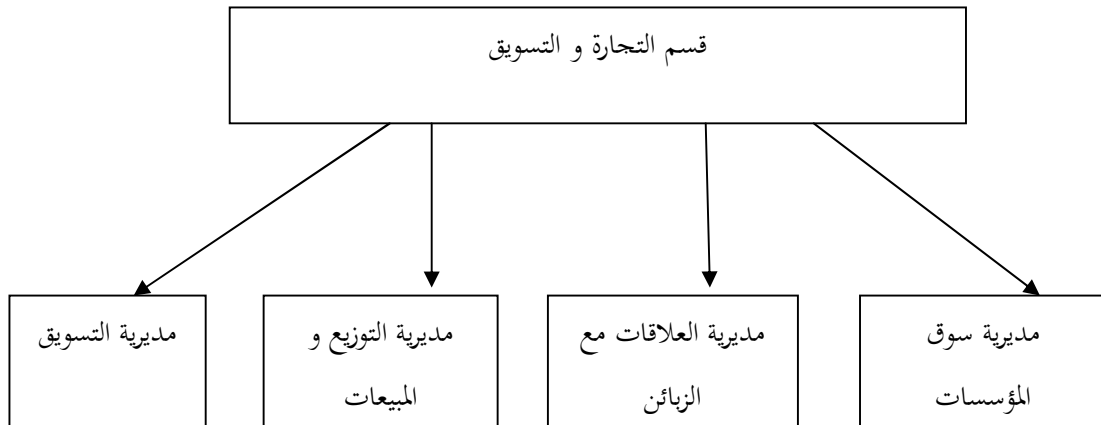 قسم التجارة و التسويق
مديرية سوق
المؤسسات
مديرية العلاقات مع
الزبائن
مديرية التوزيع و
المبيعات
مديرية التسويق